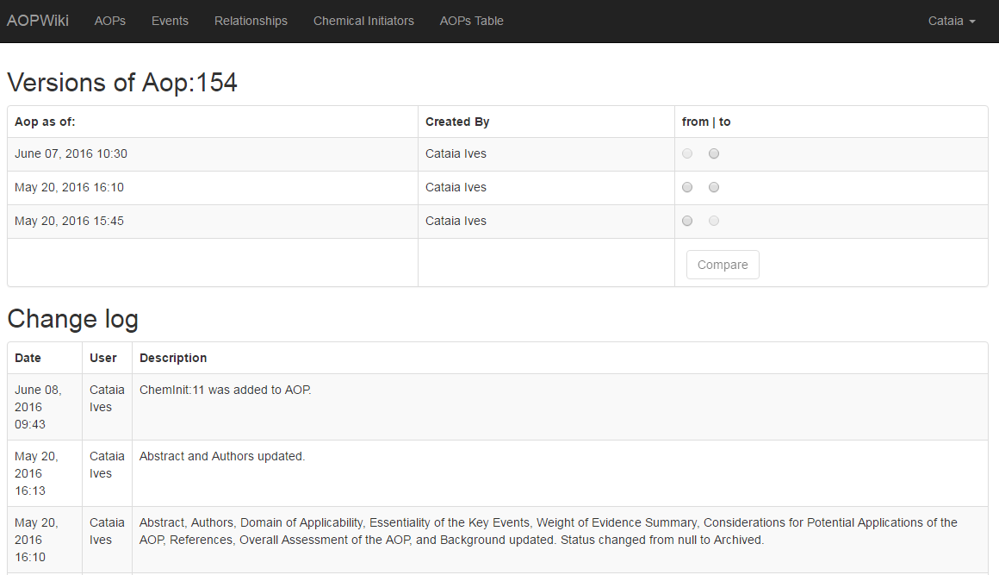 AOPWiki AOPs Events Relationships Chemical Initiators AOPs Table Cataia
Versions of Aop:154
Aop as of: Created By from | to
June 07, 2016 10:30 Cataia Ives
May 20, 2016 16:10 Cataia Ives
May 20, 2016 15:45 Cataia Ives
Compare
Change log
Date User Description
June 08, Cataia ChemInit:11 was added to AOP.
2016 Ives
09:43
May 20, Cataia Abstract and Authors updated.
2016 Ives
16:13
May 20, Cataia Abstract, Authors, Domain of Applicability, Essentiality of the Key Events, Weight of Evidence Summary, Considerations for Potential Applications of the
2016 Ives AOP, References, Overall Assessment of the AOP, and Background updated. Status changed from null to Archived.
16:10